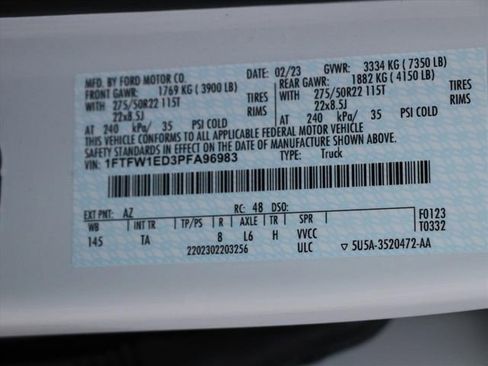 MFD. BY FORD MOTOR CO.
DATE: 02/23 GVWR: 3334 KG ( 7350 LB)
FRONT GAWR: 1769 KG ( 3900 LB) REAR GAWR: 1882 KG ( 4150 LB)
WITH 275/50R22 115T TIRES WITH 275/50R22 115T TIRES
22x8.5J RIMS 22x8.5J RIMS
AT 240 kPa/ 35 PSI COLD AT 240 kPa/ 35 PSI COLD
THIS VEHICLE CONFORMS TO ALL APPLICABLE FEDERAL MOTOR VEHICLE
SAFETY STANDARDS IN EFFECT ON THE DATE OF MANUFACTURE SHOWN ABOVE.
VIN: 1FTFW1ED3PFA96983 TYPE: Truck
EXT PNT: AZ RC: 48 DSO: F0123
WB INT TR TP/PS R AXLE TR SPR T0332
145 TA 8 L6 H VVCC
2202302203256 ULC ▽ 5U5A-3520472-AA